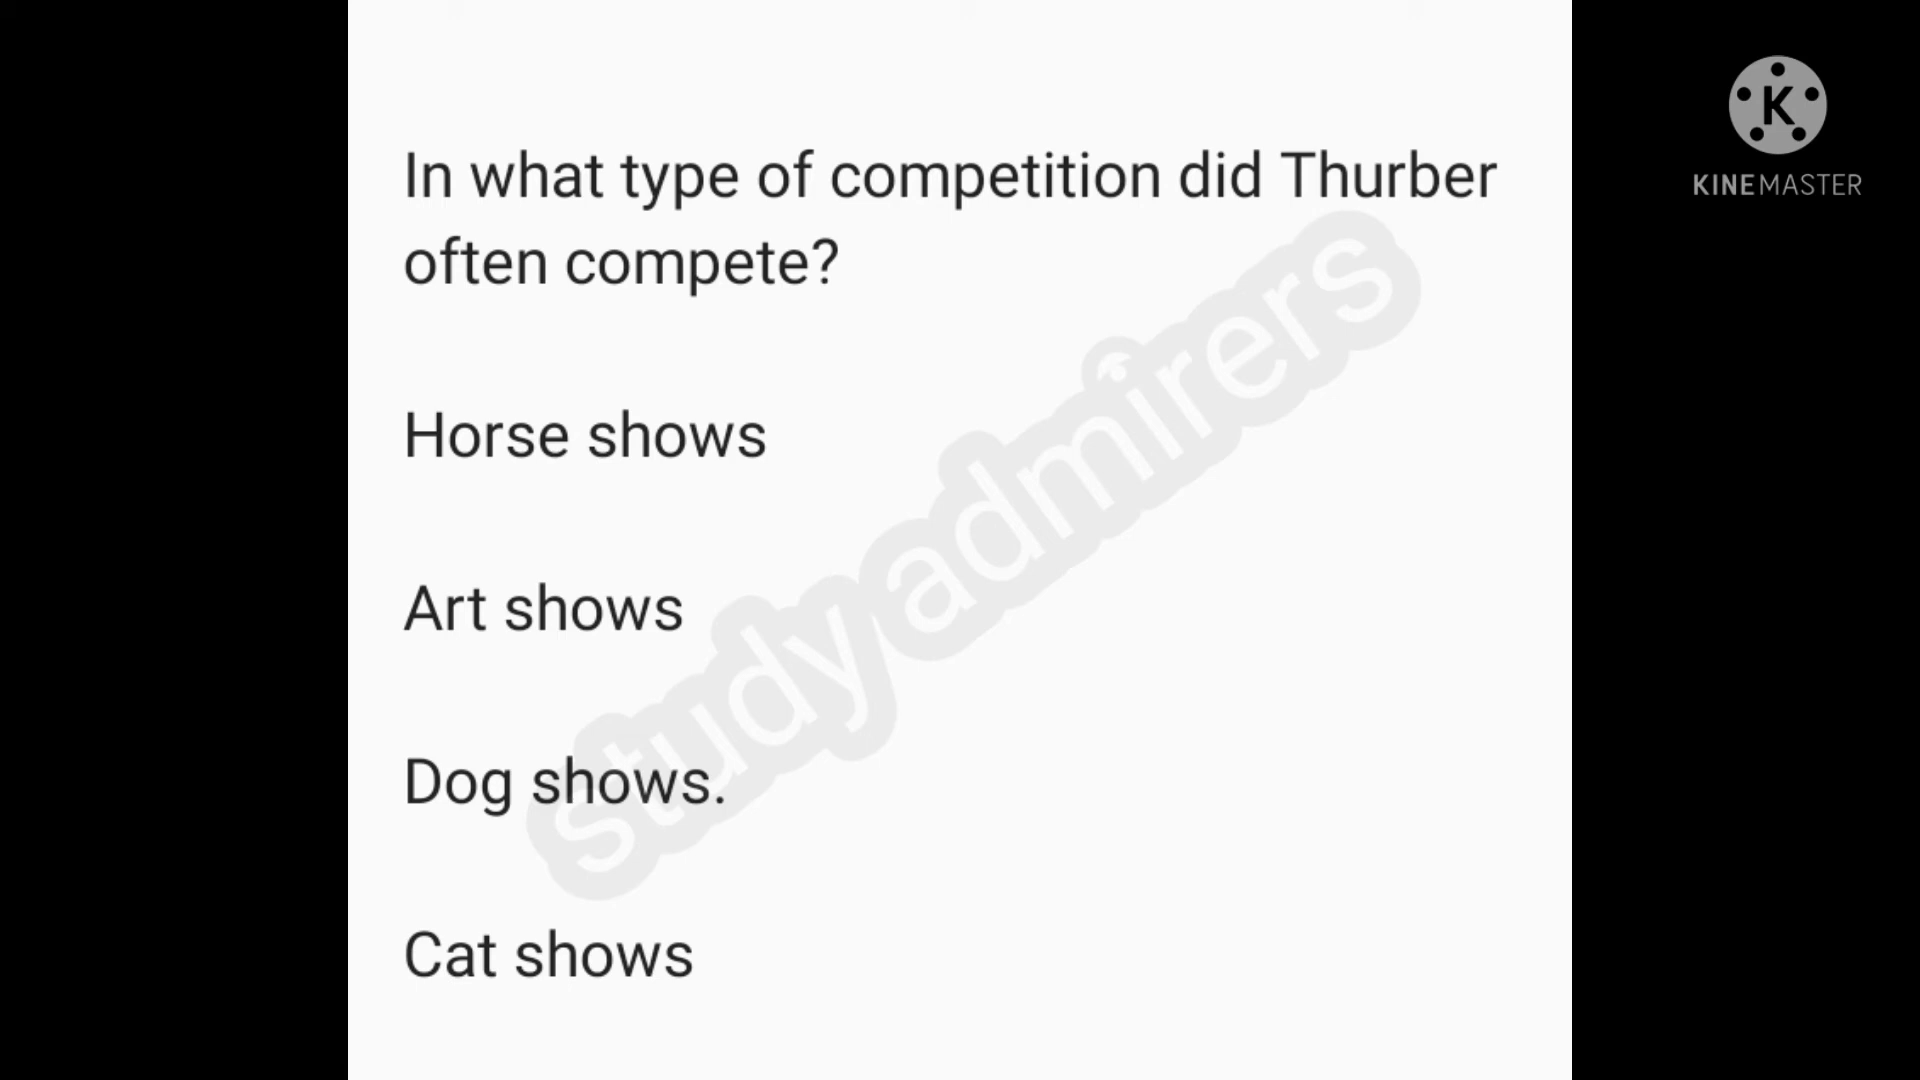 In what type of competition did Thurber
often compete?
Horse shows
Art shows
Dog shows.
Cat shows
study admirers
K
KINEMASTER